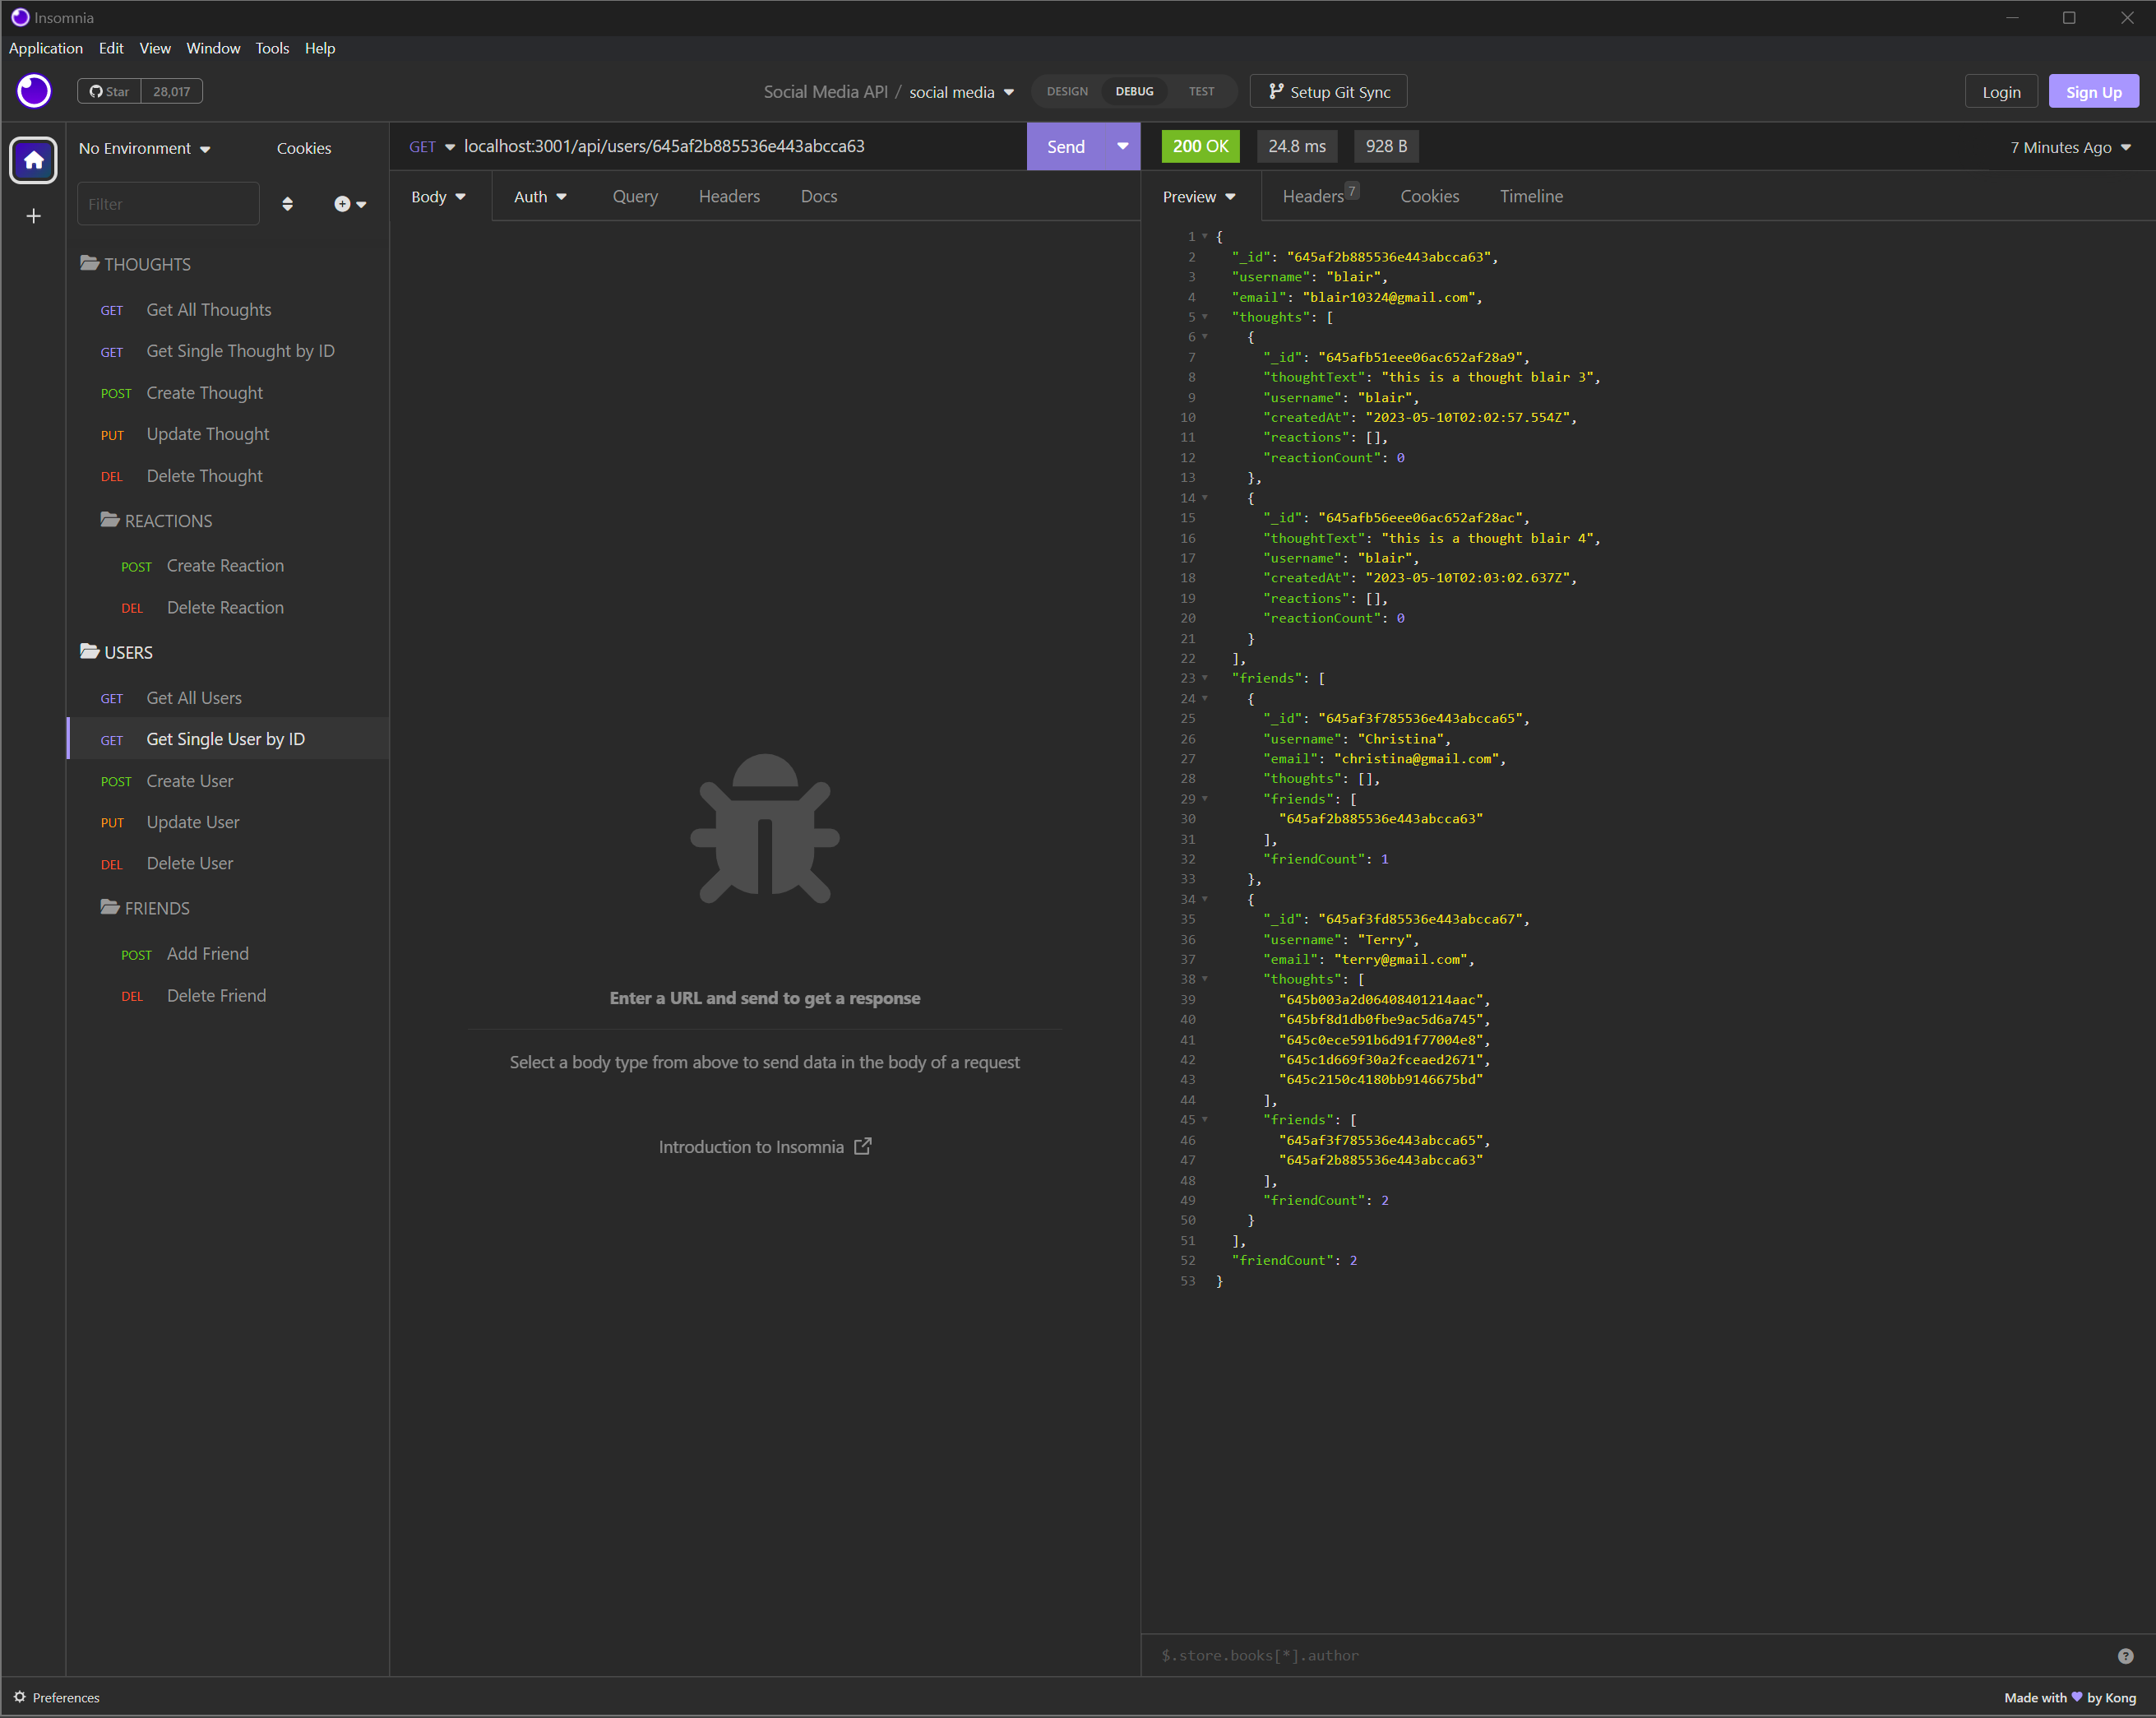 Insomnia
Application Edit View Window Tools Help
Star 28,017
Social Media API / social media
DESIGN DEBUG TEST
Setup Git Sync
Login
Sign Up
No Environment
Cookies
Filter
THOUGHTS
GET Get All Thoughts
GET Get Single Thought by ID
POST Create Thought
PUT Update Thought
DEL Delete Thought
REACTIONS
POST Create Reaction
DEL Delete Reaction
USERS
GET Get All Users
GET Get Single User by ID
POST Create User
PUT Update User
DEL Delete User
FRIENDS
POST Add Friend
DEL Delete Friend
GET localhost:3001/api/users/645af2b885536e443abcca63
Send
Body Auth Query Headers Docs
Enter a URL and send to get a response
Select a body type from above to send data in the body of a request
Introduction to Insomnia
200 OK 24.8 ms 928 B
7 Minutes Ago
Preview Headers 7 Cookies Timeline
1 {
2 "_id": "645af2b885536e443abcca63",
3 "username": "blair",
4 "email": "blair10324@gmail.com",
5 "thoughts": [
6 {
7 "_id": "645afb51eee06ac652af28a9",
8 "thoughtText": "this is a thought blair 3",
9 "username": "blair",
10 "createdAt": "2023-05-10T02:02:57.554Z",
11 "reactions": [],
12 "reactionCount": 0
13 },
14 {
15 "_id": "645afb56eee06ac652af28ac",
16 "thoughtText": "this is a thought blair 4",
17 "username": "blair",
18 "createdAt": "2023-05-10T02:03:02.637Z",
19 "reactions": [],
20 "reactionCount": 0
21 }
22 ],
23 "friends": [
24 {
25 "_id": "645af3f785536e443abcca65",
26 "username": "Christina",
27 "email": "christina@gmail.com",
28 "thoughts": [],
29 "friends": [
30 "645af2b885536e443abcca63"
31 ],
32 "friendCount": 1
33 },
34 {
35 "_id": "645af3fd85536e443abcca67",
36 "username": "Terry",
37 "email": "terry@gmail.com",
38 "thoughts": [
39 "645b003a2d06408401214aac",
40 "645bf8d1db0fbe9ac5d6a745",
41 "645c0ece591b6d91f77004e8",
42 "645c1d669f30a2fceaed2671",
43 "645c2150c4180bb9146675bd"
44 ],
45 "friends": [
46 "645af3f785536e443abcca65",
47 "645af2b885536e443abcca63"
48 ],
49 "friendCount": 2
50 }
51 ],
52 "friendCount": 2
53 }
$.store.books[*].author
?
Preferences
Made with 💜 by Kong